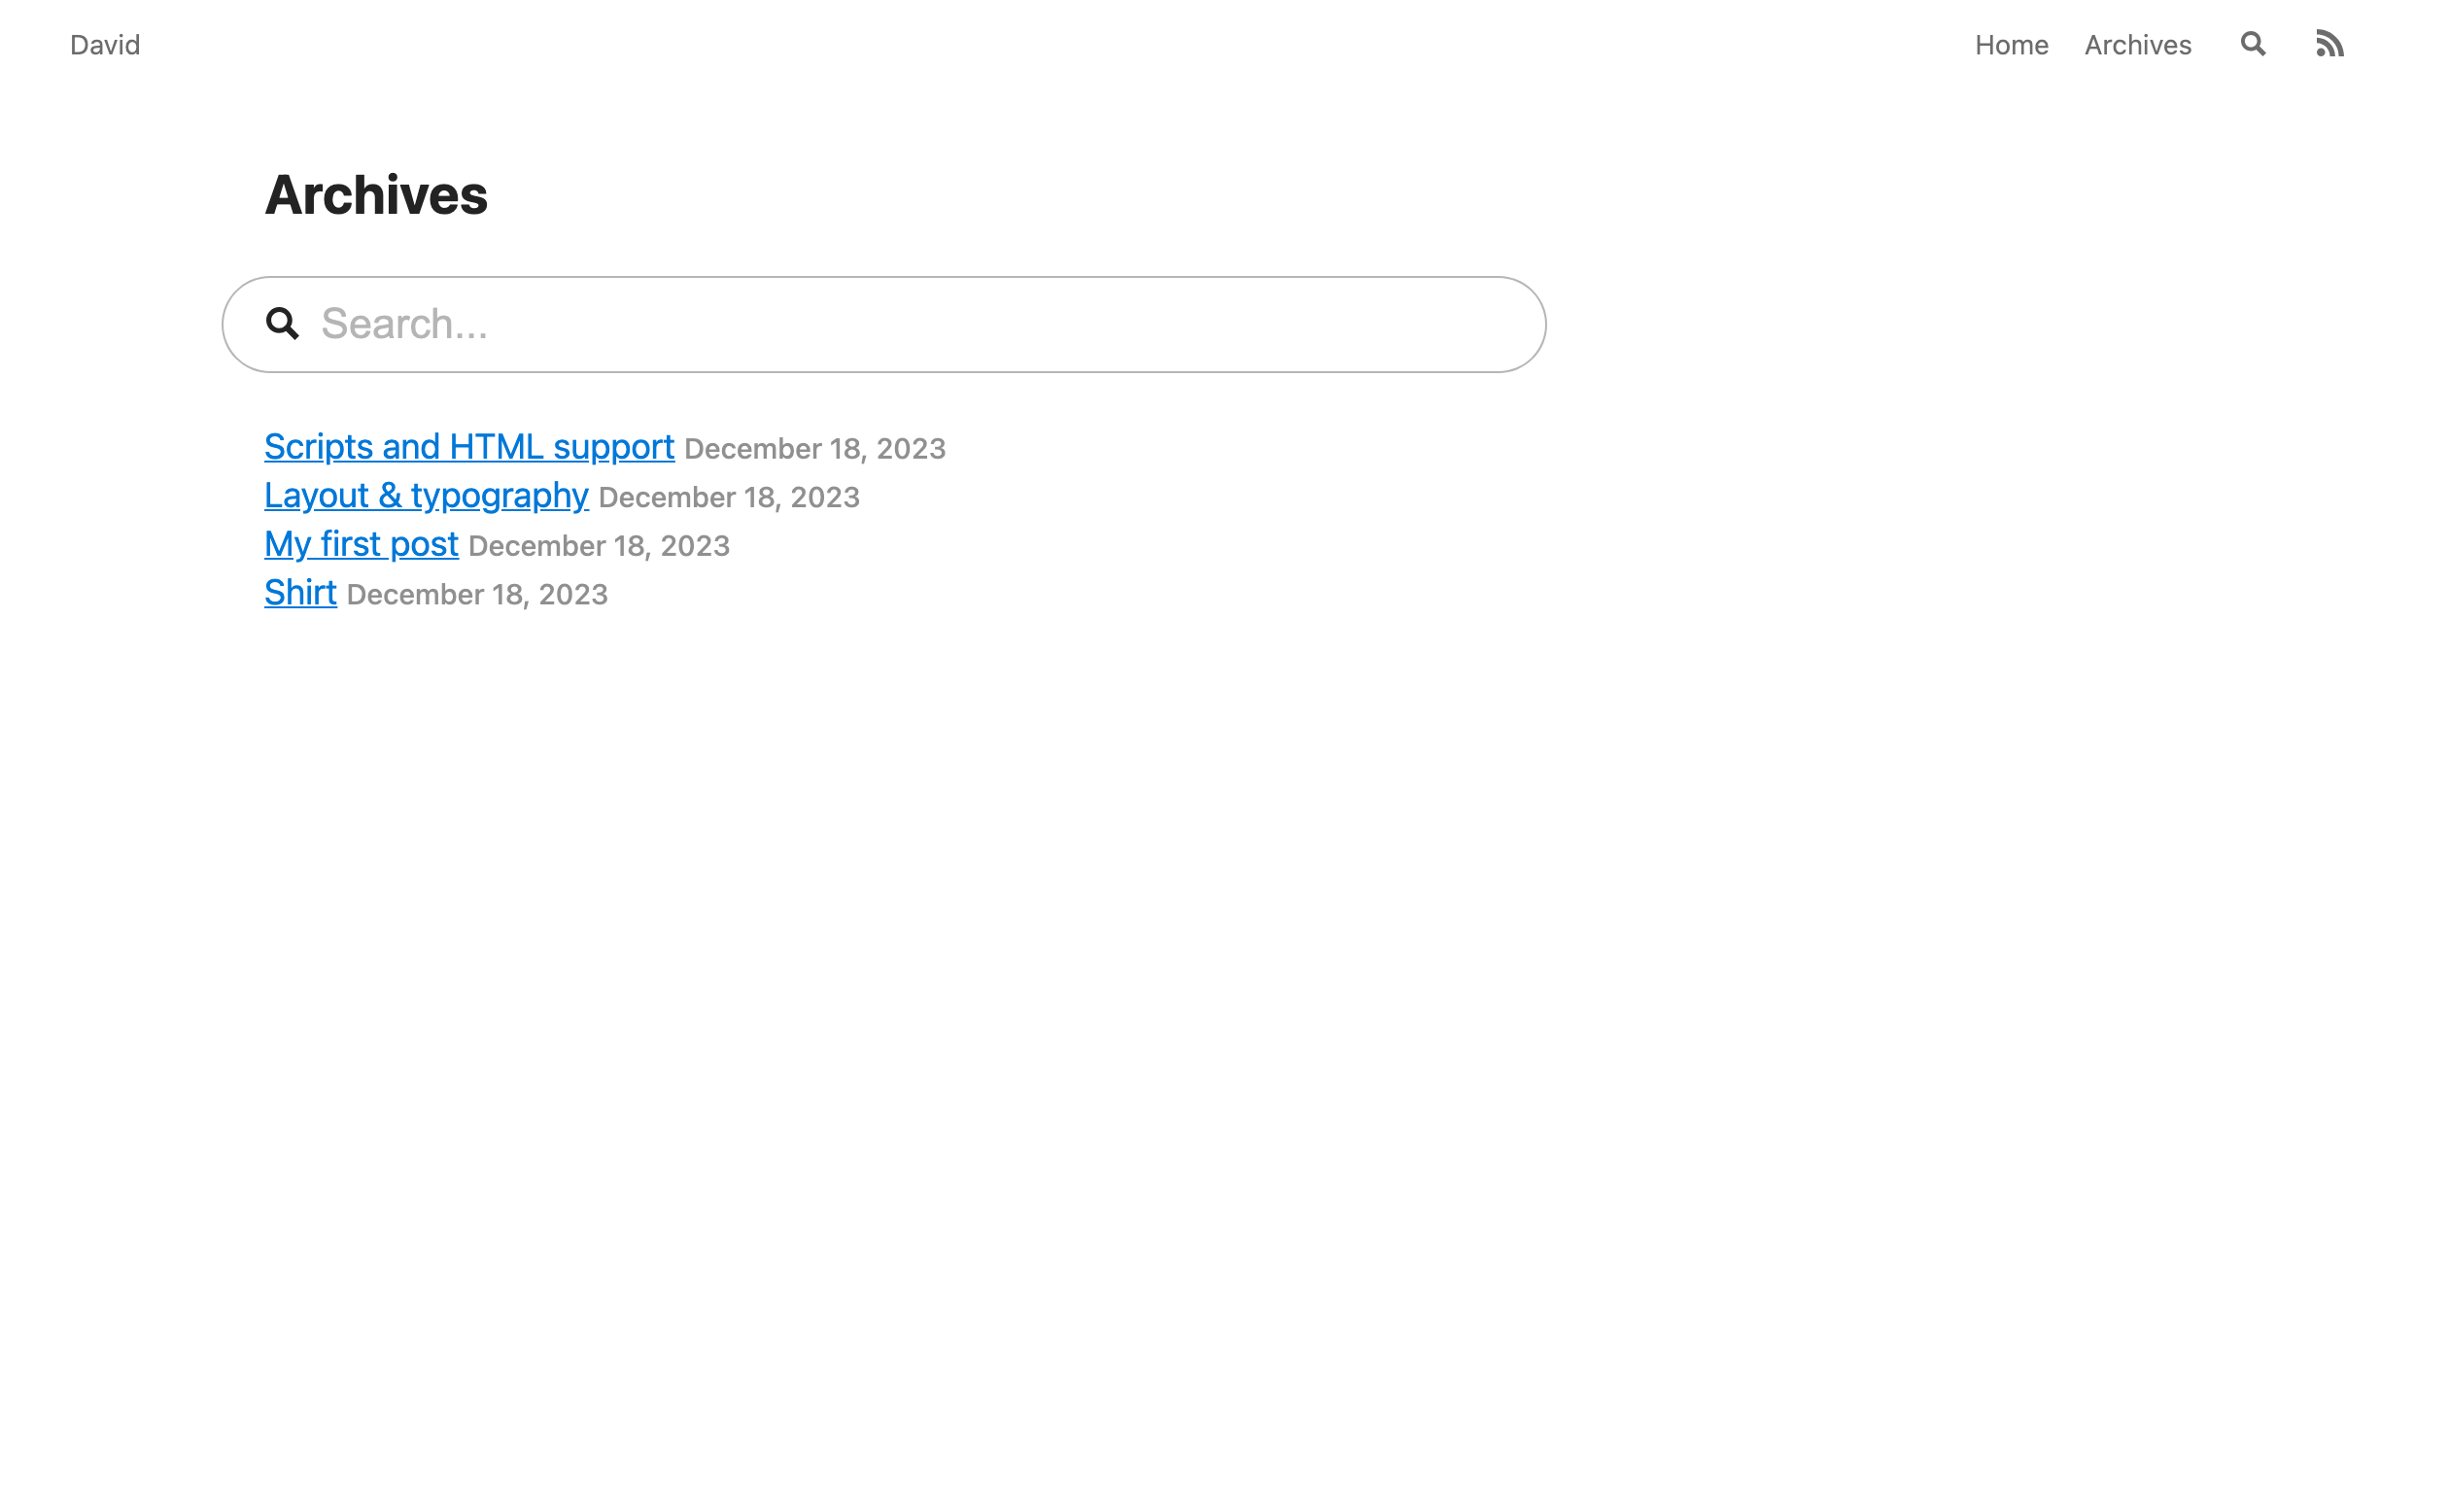 David
Home Archives
Archives
Search...
Scripts and HTML support December 18, 2023
Layout & typography December 18, 2023
My first post December 18, 2023
Shirt December 18, 2023